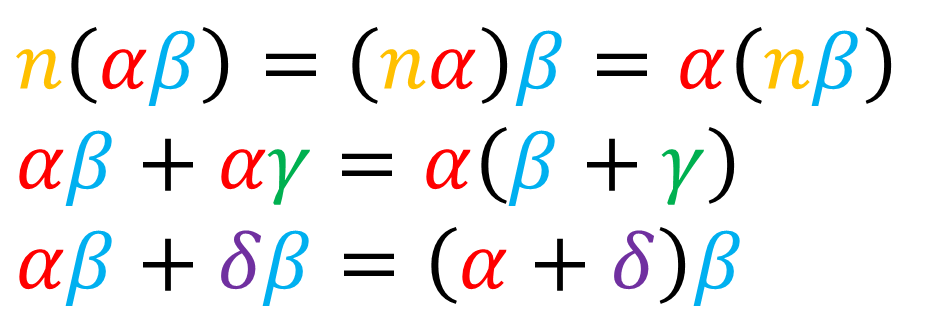 n(αβ) = (nα)β = α(nβ)
αβ + αγ = α(β + γ)
αβ + δβ = (α + δ)β